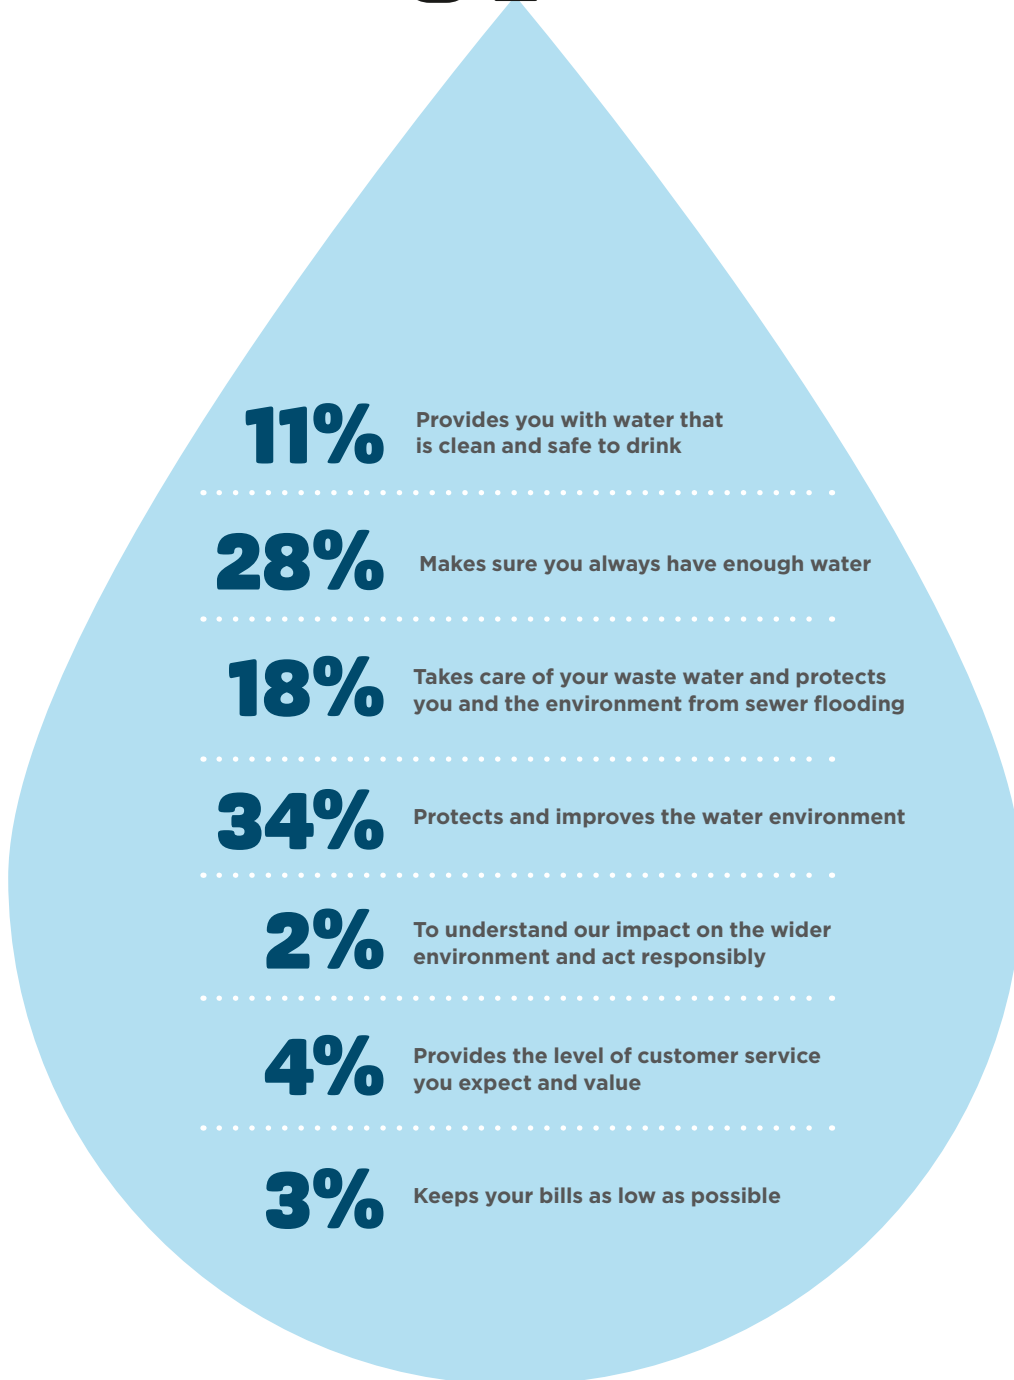 11%
Provides you with water that
is clean and safe to drink
28%
Makes sure you always have enough water
18%
Takes care of your waste water and protects
you and the environment from sewer flooding
34%
Protects and improves the water environment
2%
To understand our impact on the wider
environment and act responsibly
4%
Provides the level of customer service
you expect and value
3%
Keeps your bills as low as possible